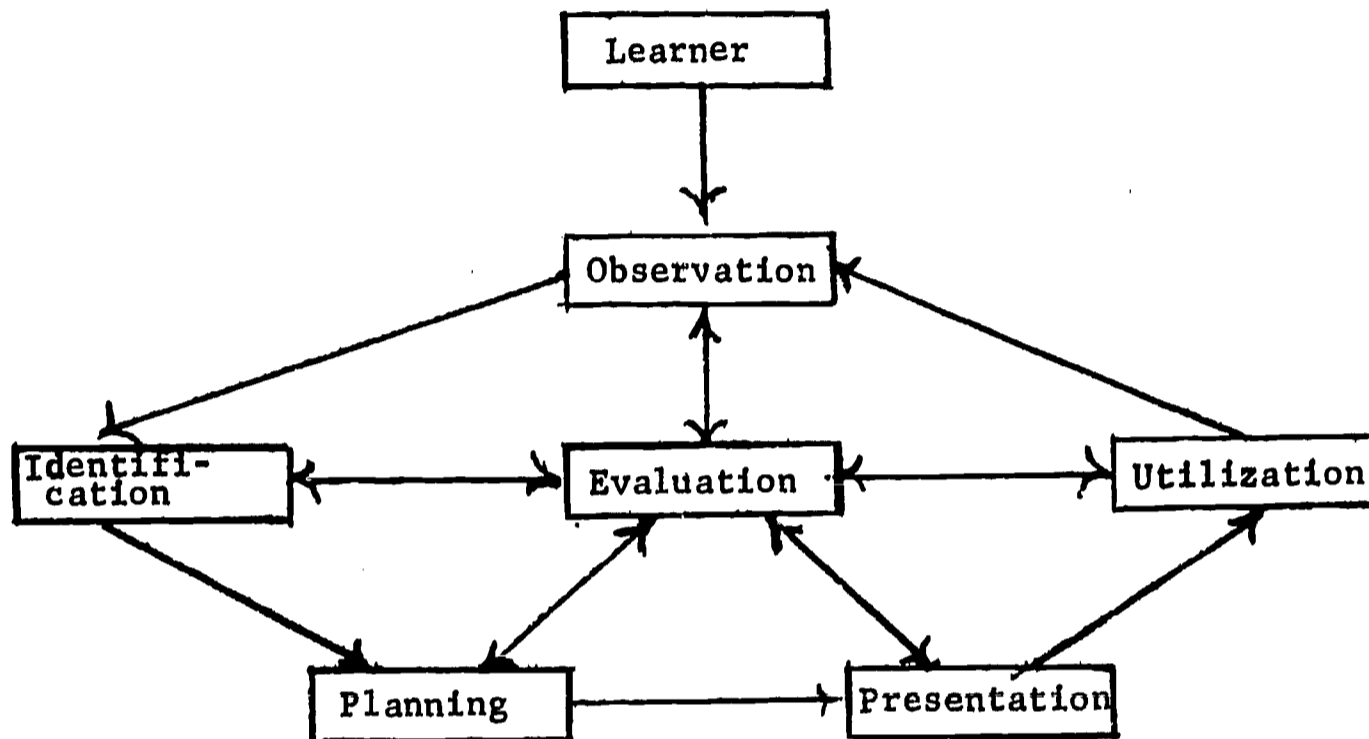 Learner
Observation
Identifi-
cation
Evaluation
Utilization
Planning
Presentation